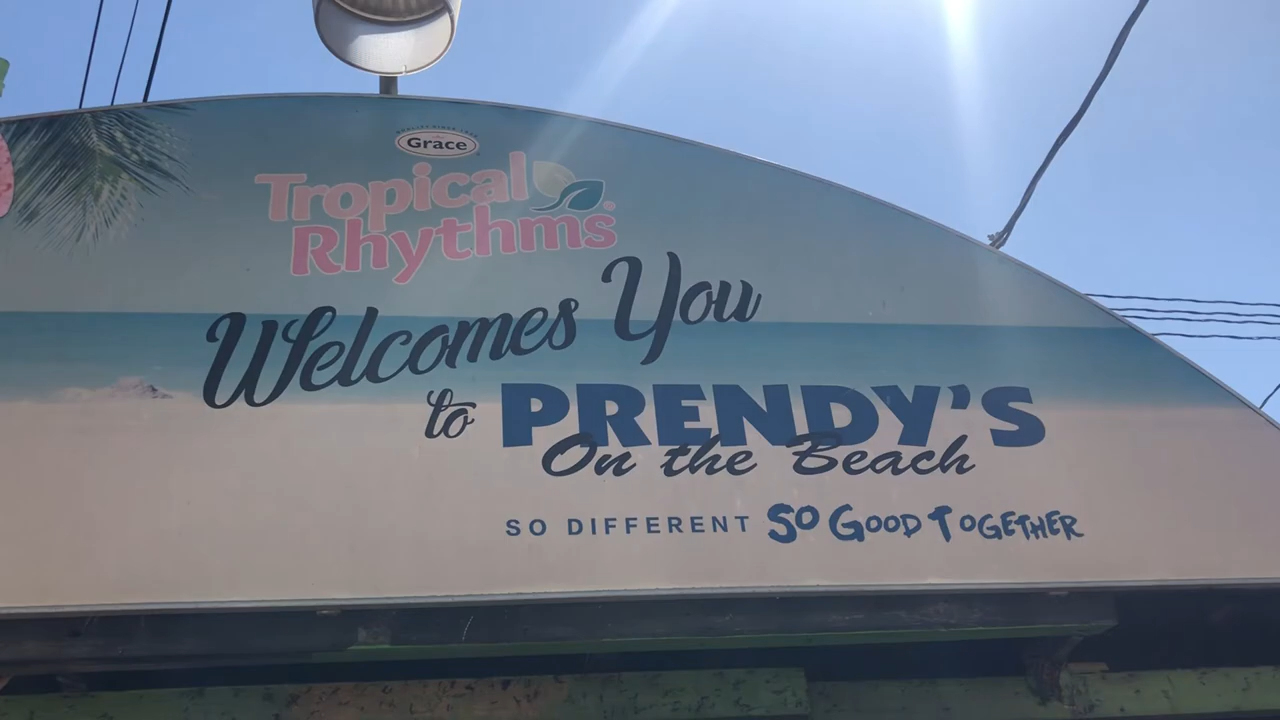 Grace
Tropical
Rhythms
Welcomes You
to PRENDY'S
On the Beach
SO DIFFERENT SO GOOD TOGETHER